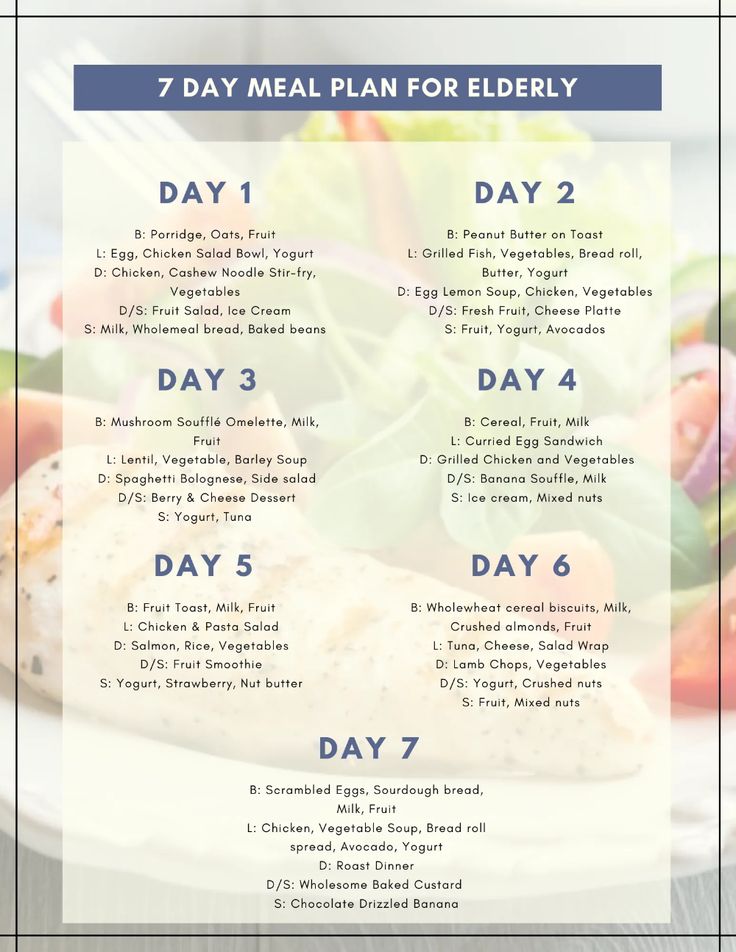 7 DAY MEAL PLAN FOR ELDERLY
DAY 1
B: Porridge, Oats, Fruit
L: Egg, Chicken Salad Bowl, Yogurt
D: Chicken, Cashew Noodle Stir-fry,
Vegetables
D/S: Fruit Salad, Ice Cream
S: Milk, Wholemeal bread, Baked beans
DAY 2
B: Peanut Butter on Toast
L: Grilled Fish, Vegetables, Bread roll,
Butter, Yogurt
D: Egg Lemon Soup, Chicken, Vegetables
D/S: Fresh Fruit, Cheese Platte
S: Fruit, Yogurt, Avocados
DAY 3
B: Mushroom Soufflé Omelette, Milk,
Fruit
L: Lentil, Vegetable, Barley Soup
D: Spaghetti Bolognese, Side salad
D/S: Berry & Cheese Dessert
S: Yogurt, Tuna
DAY 4
B: Cereal, Fruit, Milk
L: Curried Egg Sandwich
D: Grilled Chicken and Vegetables
D/S: Banana Souffle, Milk
S: Ice cream, Mixed nuts
DAY 5
B: Fruit Toast, Milk, Fruit
L: Chicken & Pasta Salad
D: Salmon, Rice, Vegetables
D/S: Fruit Smoothie
S: Yogurt, Strawberry, Nut butter
DAY 6
B: Wholewheat cereal biscuits, Milk,
Crushed almonds, Fruit
L: Tuna, Cheese, Salad Wrap
D: Lamb Chops, Vegetables
D/S: Yogurt, Crushed nuts
S: Fruit, Mixed nuts
DAY 7
B: Scrambled Eggs, Sourdough bread,
Milk, Fruit
L: Chicken, Vegetable Soup, Bread roll
spread, Avocado, Yogurt
D: Roast Dinner
D/S: Wholesome Baked Custard
S: Chocolate Drizzled Banana